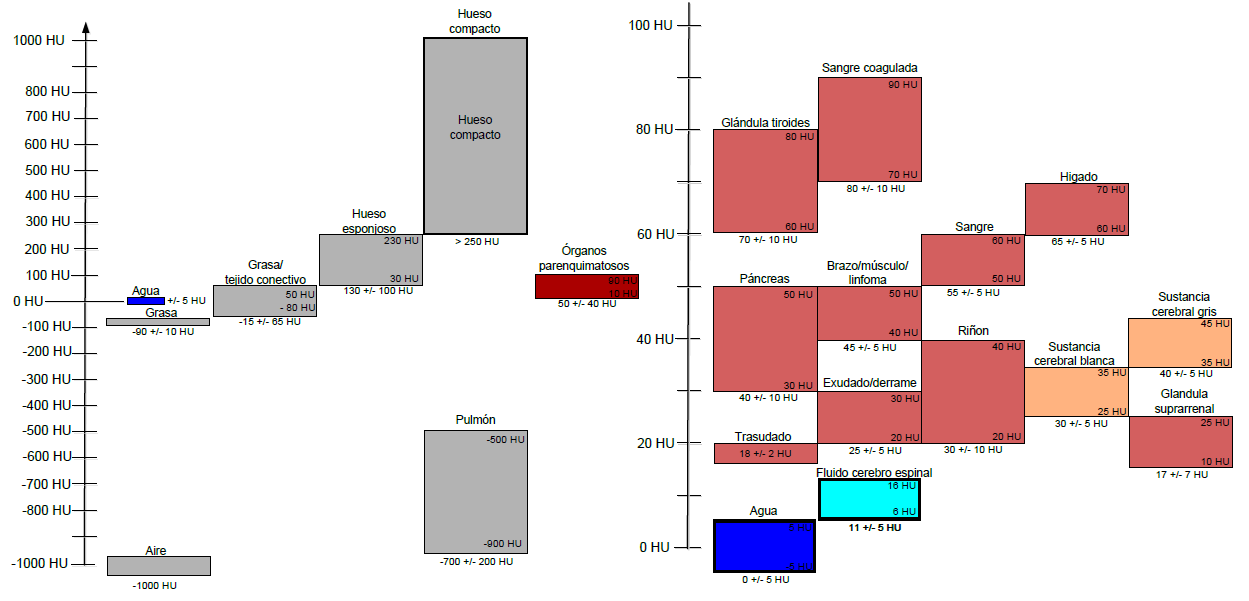 1000 HU
800 HU
700 HU
600 HU
500 HU
400 HU
300 HU
200 HU
100 HU
0 HU
-100 HU
-200 HU
-300 HU
-400 HU
-500 HU
-600 HU
-700 HU
-800 HU
-1000 HU
Agua
+/- 5 HU
Grasa
-90 +/- 10 HU
Aire
-1000 HU
Grasa/
tejido conectivo
50 HU
- 80 HU
-15 +/- 65 HU
Hueso
esponjoso
230 HU
30 HU
130 +/- 100 HU
Hueso
compacto
Hueso
compacto
> 250 HU
Pulmón
-500 HU
-900 HU
-700 +/- 200 HU
Órganos
parenquimatosos
90 HU
10 HU
50 +/- 40 HU
100 HU
80 HU
60 HU
40 HU
20 HU
0 HU
Glándula tiroides
80 HU
60 HU
70 +/- 10 HU
Sangre coagulada
90 HU
70 HU
80 +/- 10 HU
Higado
70 HU
60 HU
65 +/- 5 HU
Sangre
60 HU
50 HU
55 +/- 5 HU
Páncreas
50 HU
30 HU
40 +/- 10 HU
Brazo/músculo/
linfoma
50 HU
40 HU
45 +/- 5 HU
Riñon
40 HU
20 HU
30 +/- 10 HU
Sustancia
cerebral gris
45 HU
35 HU
40 +/- 5 HU
Sustancia
cerebral blanca
35 HU
25 HU
30 +/- 5 HU
Exudado/derrame
30 HU
20 HU
25 +/- 5 HU
Glandula
suprarrenal
25 HU
10 HU
17 +/- 7 HU
Trasudado
18 +/- 2 HU
Fluido cerebro espinal
16 HU
6 HU
11 +/- 5 HU
Agua
5 HU
0 +/- 5 HU